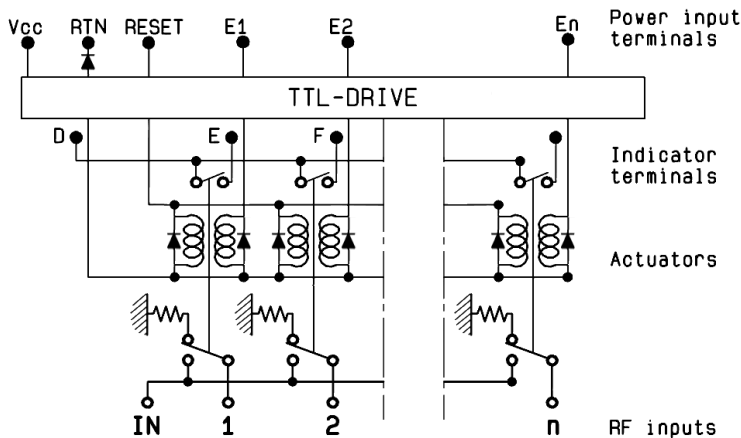 Vcc RTN RESET E1 E2 En
Power input
terminals
TTL-DRIVE
D E F
Indicator
terminals
Actuators
IN 1 2 n
RF inputs